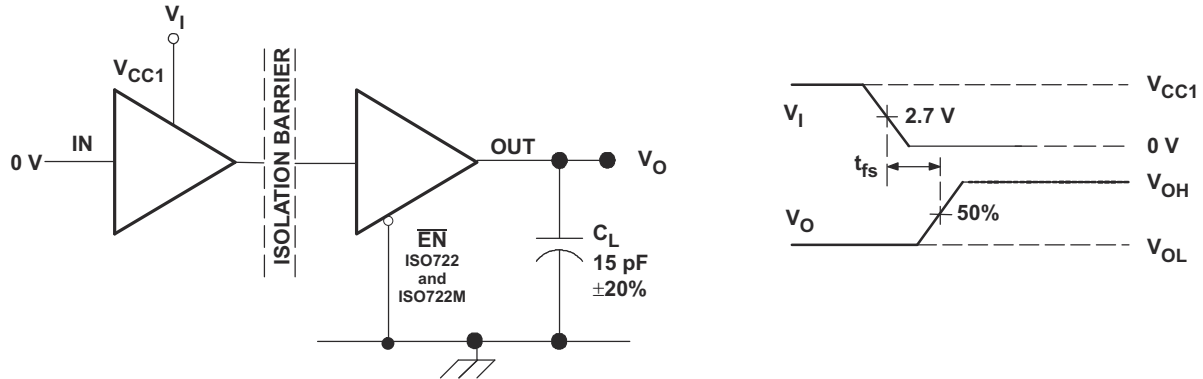 V_I
V_CC1
IN
0 V
ISOLATION BARRIER
OUT
V_O
EN
ISO722
and
ISO722M
C_L
15 pF
±20%
V_I
2.7 V
V_CC1
0 V
t_fs
V_OH
V_O
50%
V_OL